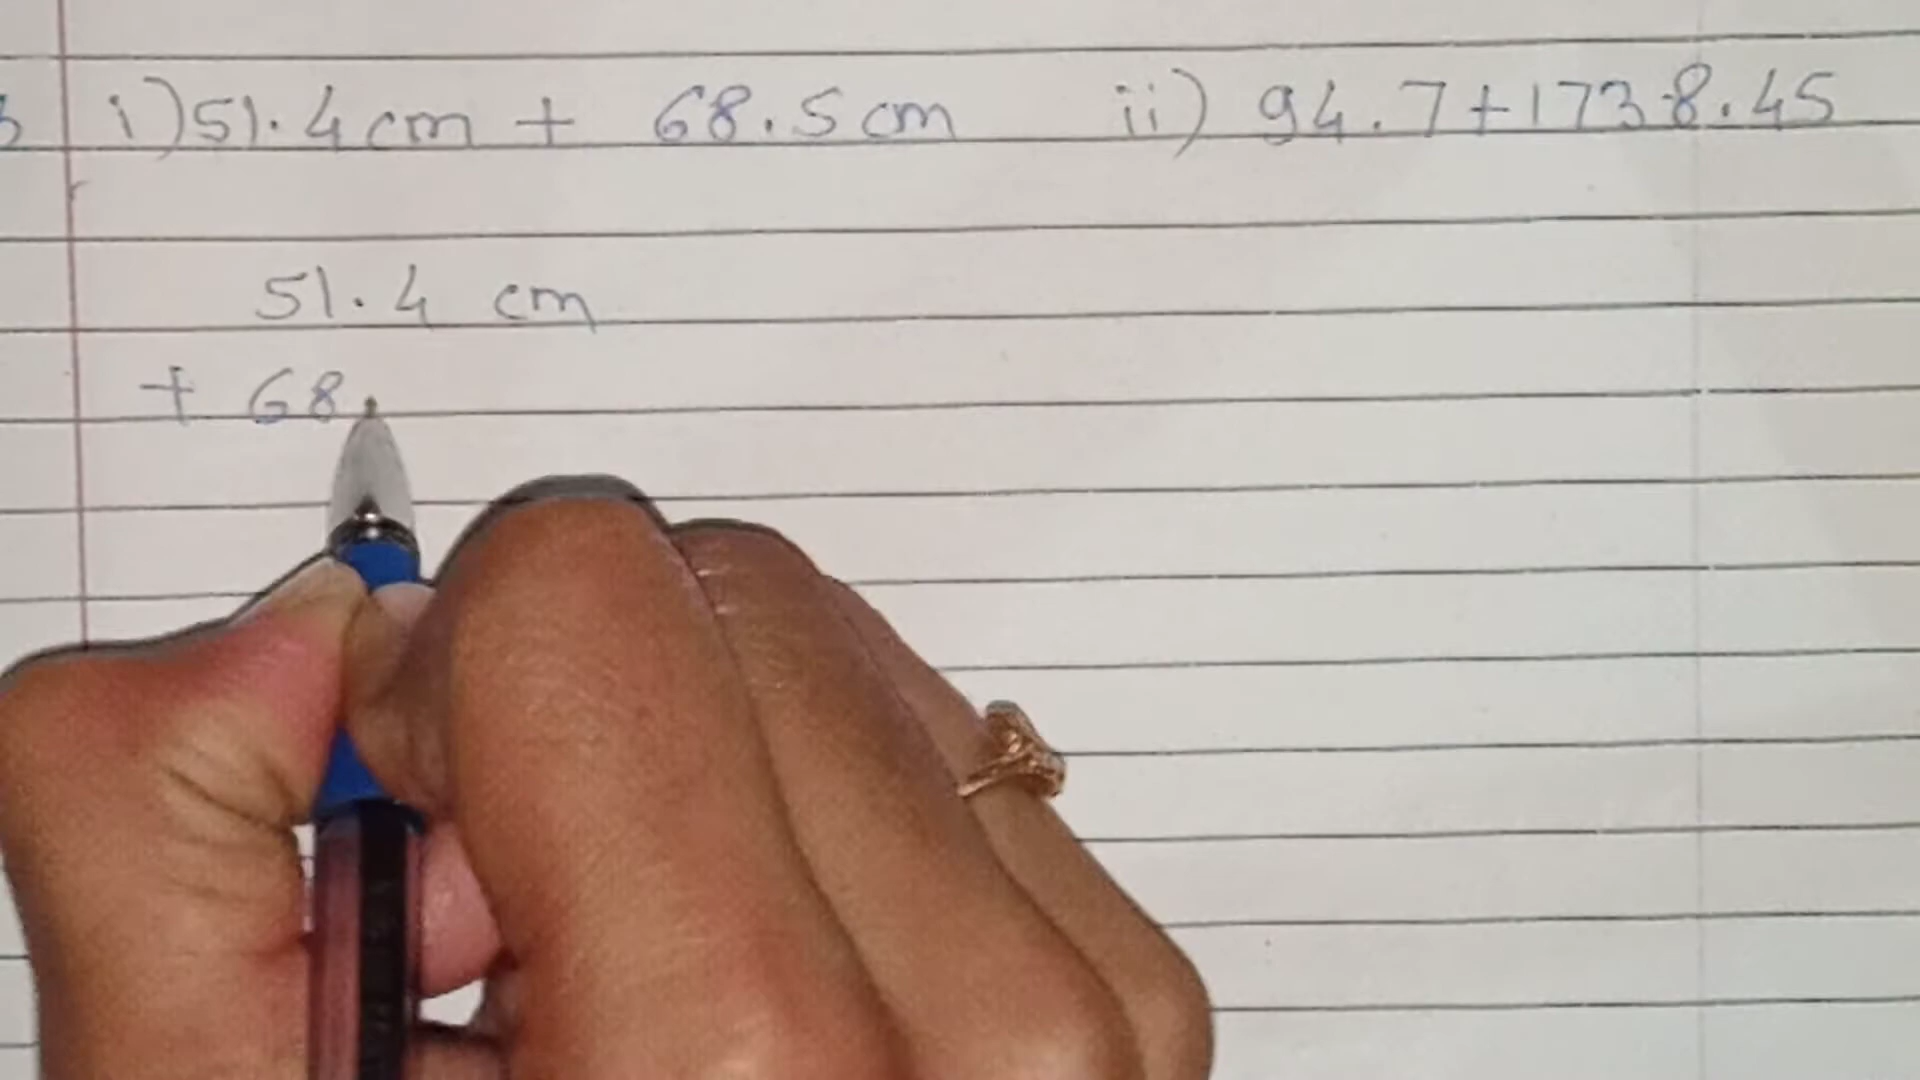 i) 51.4 cm + 68.5 cm ii) 94.7 + 1738.45
51.4 cm
+ 68.